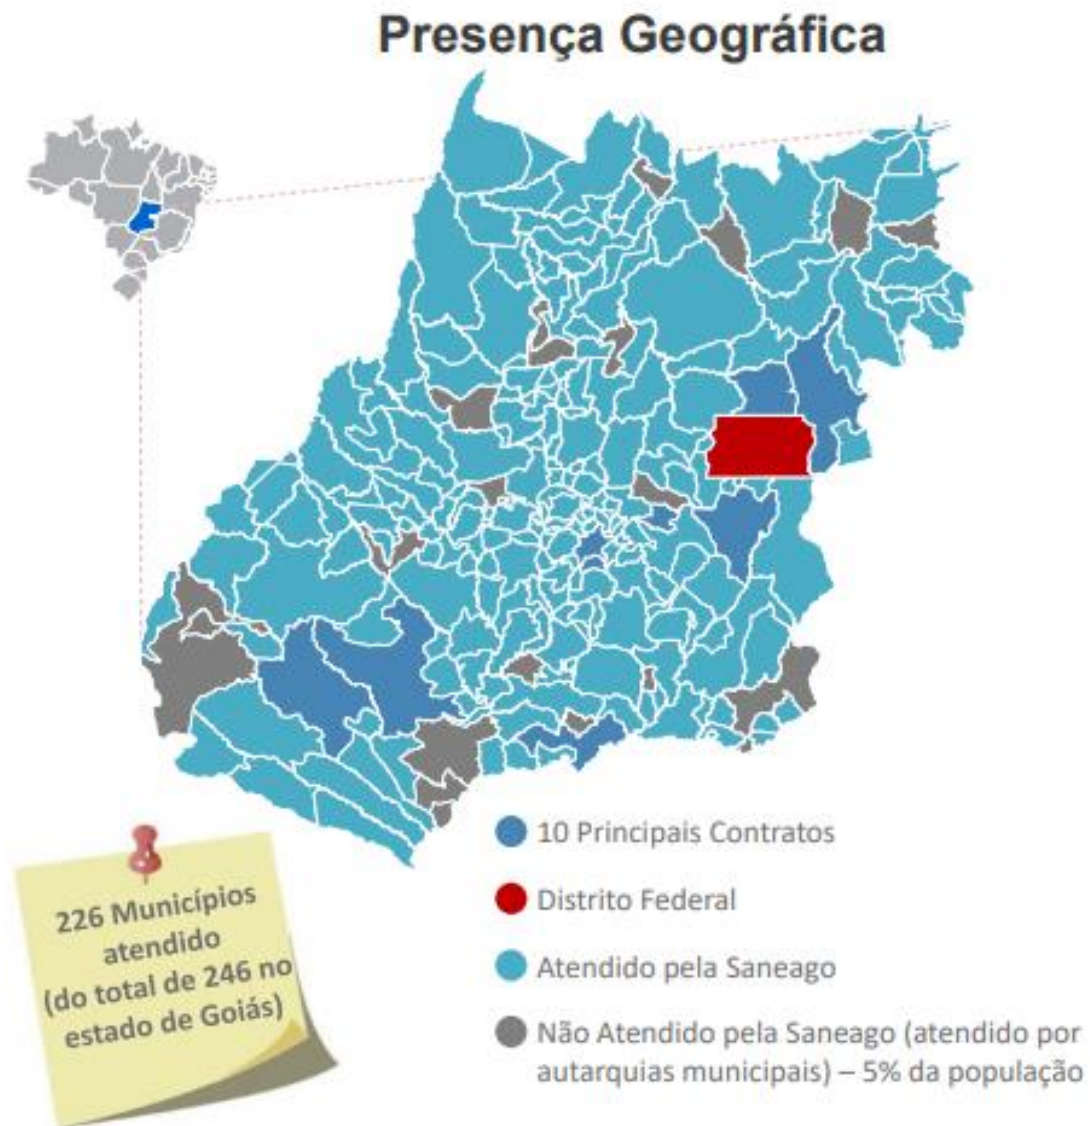 Presença Geográfica
226 Municípios
atendido
(do total de 246 no
estado de Goiás)
10 Principais Contratos
Distrito Federal
Atendido pela Saneago
Não Atendido pela Saneago (atendido por
autarquias municipais) – 5% da população